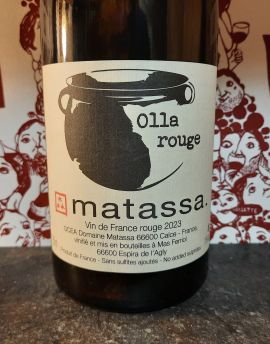 Olla
rouge
matassa.
Vin de France rouge 2023
SCEA Domaine Matassa 66600 Calce - France,
vinifié et mis en bouteilles à Mas Ferriol
66600 Espira de l'Agly
Produit de France - Sans sulfites ajoutés - No added